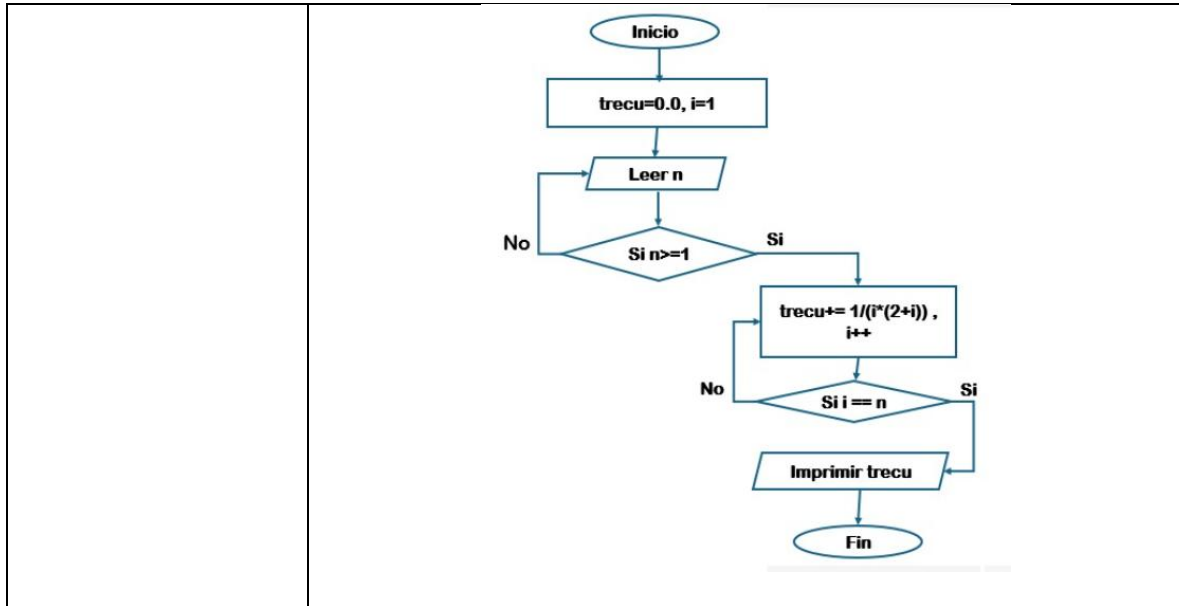 Inicio
trecu=0.0, i=1
Leer n
No
Si n>=1
Si
trecu+= 1/(i*(2+i)) ,
i++
No
Si i == n
Si
Imprimir trecu
Fin